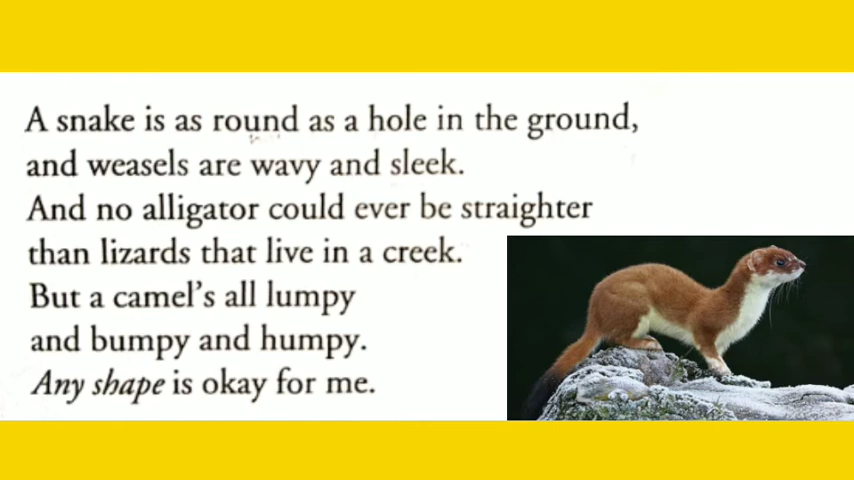 A snake is as round as a hole in the ground,
and weasels are wavy and sleek.
And no alligator could ever be straighter
than lizards that live in a creek.
But a camel's all lumpy
and bumpy and humpy.
Any shape is okay for me.